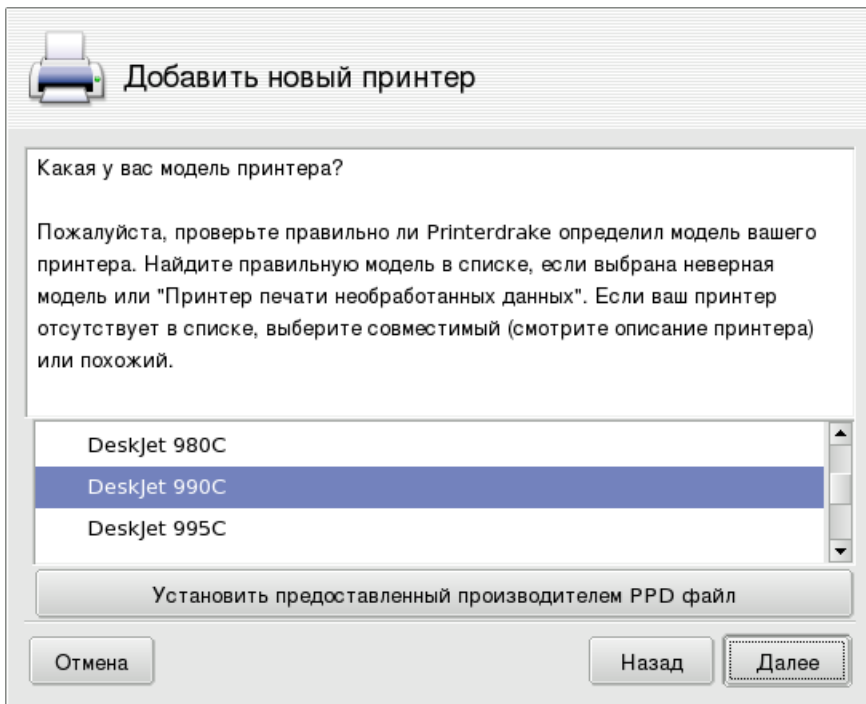 Добавить новый принтер
Какая у вас модель принтера?
Пожалуйста, проверьте правильно ли Printerdrake определил модель вашего
принтера. Найдите правильную модель в списке, если выбрана неверная
модель или "Принтер печати необработанных данных". Если ваш принтер
отсутствует в списке, выберите совместимый (смотрите описание принтера)
или похожий.
DeskJet 980C
DeskJet 990C
DeskJet 995C
Установить предоставленный производителем PPD файл
Отмена
Назад
Далее